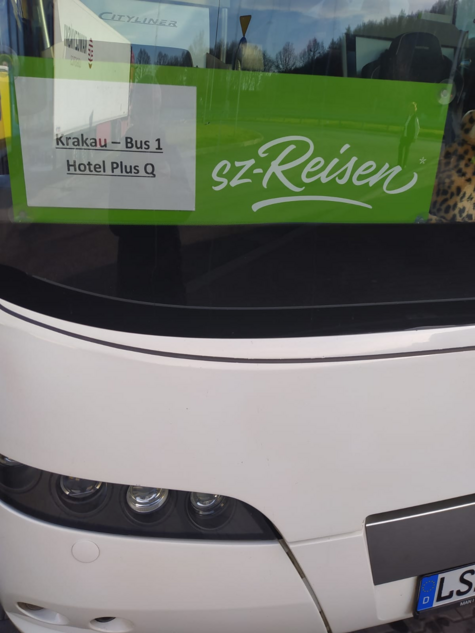 CITYLINER
Krakau – Bus 1
Hotel Plus Q
sz-Reisen
D
LS